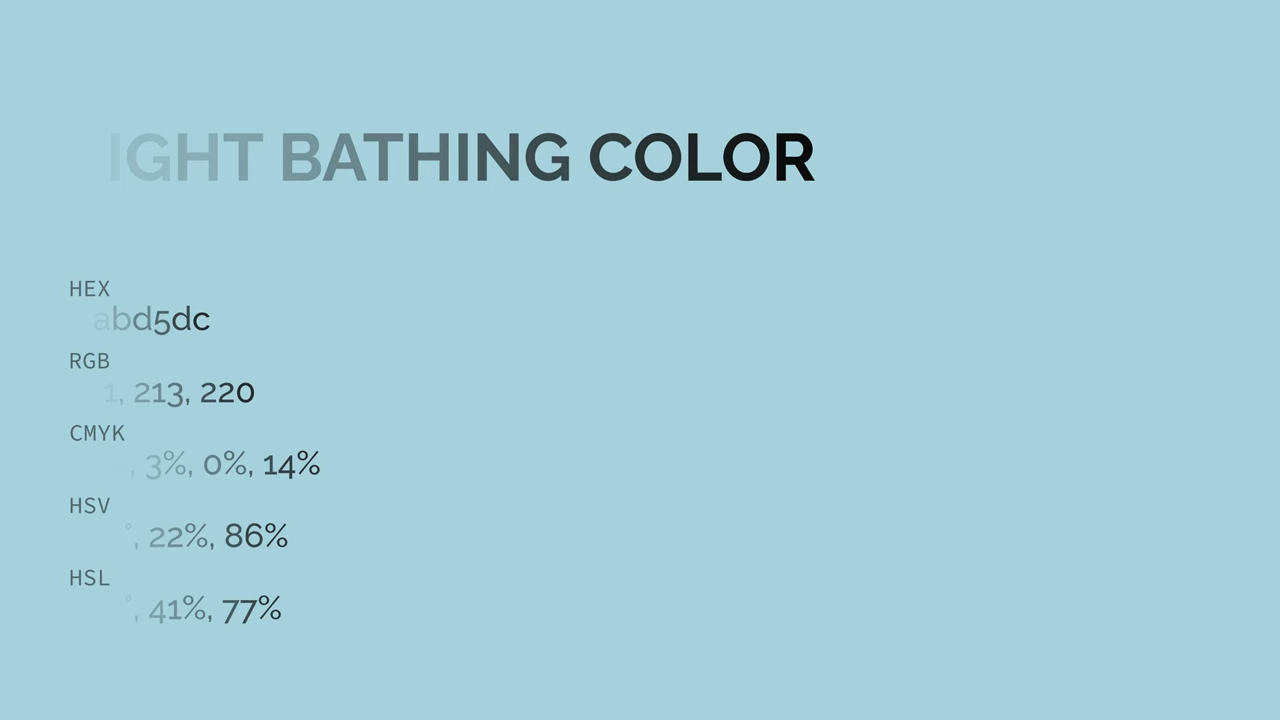 IGHT BATHING COLOR
HEX
abd5dc
RGB
1, 213, 220
CMYK
, 3%, 0%, 14%
HSV
°, 22%, 86%
HSL
°, 41%, 77%